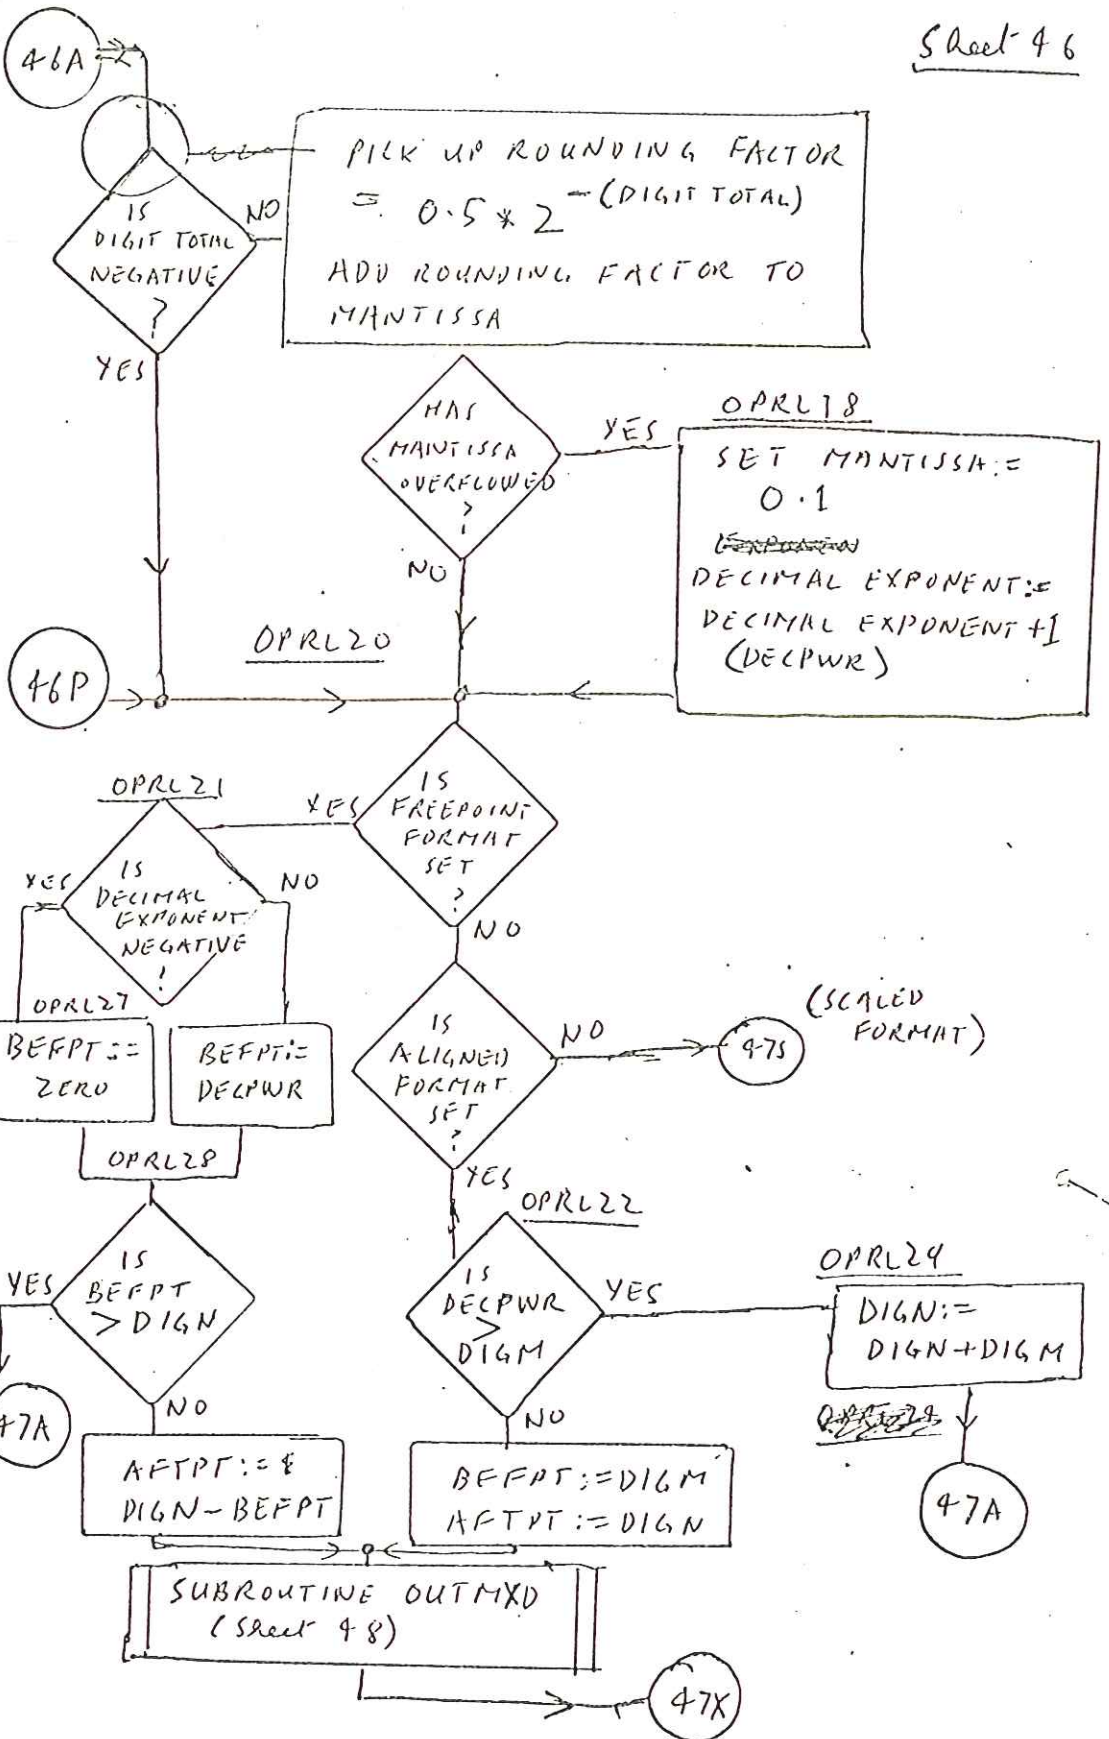 Sheet 46
46A
PICK UP ROUNDING FACTOR
= 0.5 * 2 -(DIGIT TOTAL)
ADD ROUNDING FACTOR TO
MANTISSA
IS
DIGIT TOTAL
NEGATIVE
?
NO
YES
HAS
MANTISSA
OVERFLOWED
?
YES
NO
OPRL18
SET MANTISSA:=
0.1
DECIMAL EXPONENT:=
DECIMAL EXPONENT +1
(DECPWR)
46P
OPRL20
IS
FREEPOINT
FORMAT
SET
?
YES
NO
OPRL21
IS
DECIMAL
EXPONENT
NEGATIVE
?
YES
NO
OPRL27
BEFPT:=
ZERO
BEFPT:=
DECPWR
OPRL28
IS
ALIGNED
FORMAT
SET
?
NO
47S
(SCALED
FORMAT)
YES
IS
BEFPT
> DIGN
YES
47A
NO
AFTPT:=
DIGN-BEFPT
OPRL22
IS
DECPWR
>
DIGM
YES
NO
OPRL24
DIGN:=
DIGN+DIGM
47A
BEFPT:=DIGM
AFTPT:=DIGN
SUBROUTINE OUTMXD
(Sheet 48)
47X